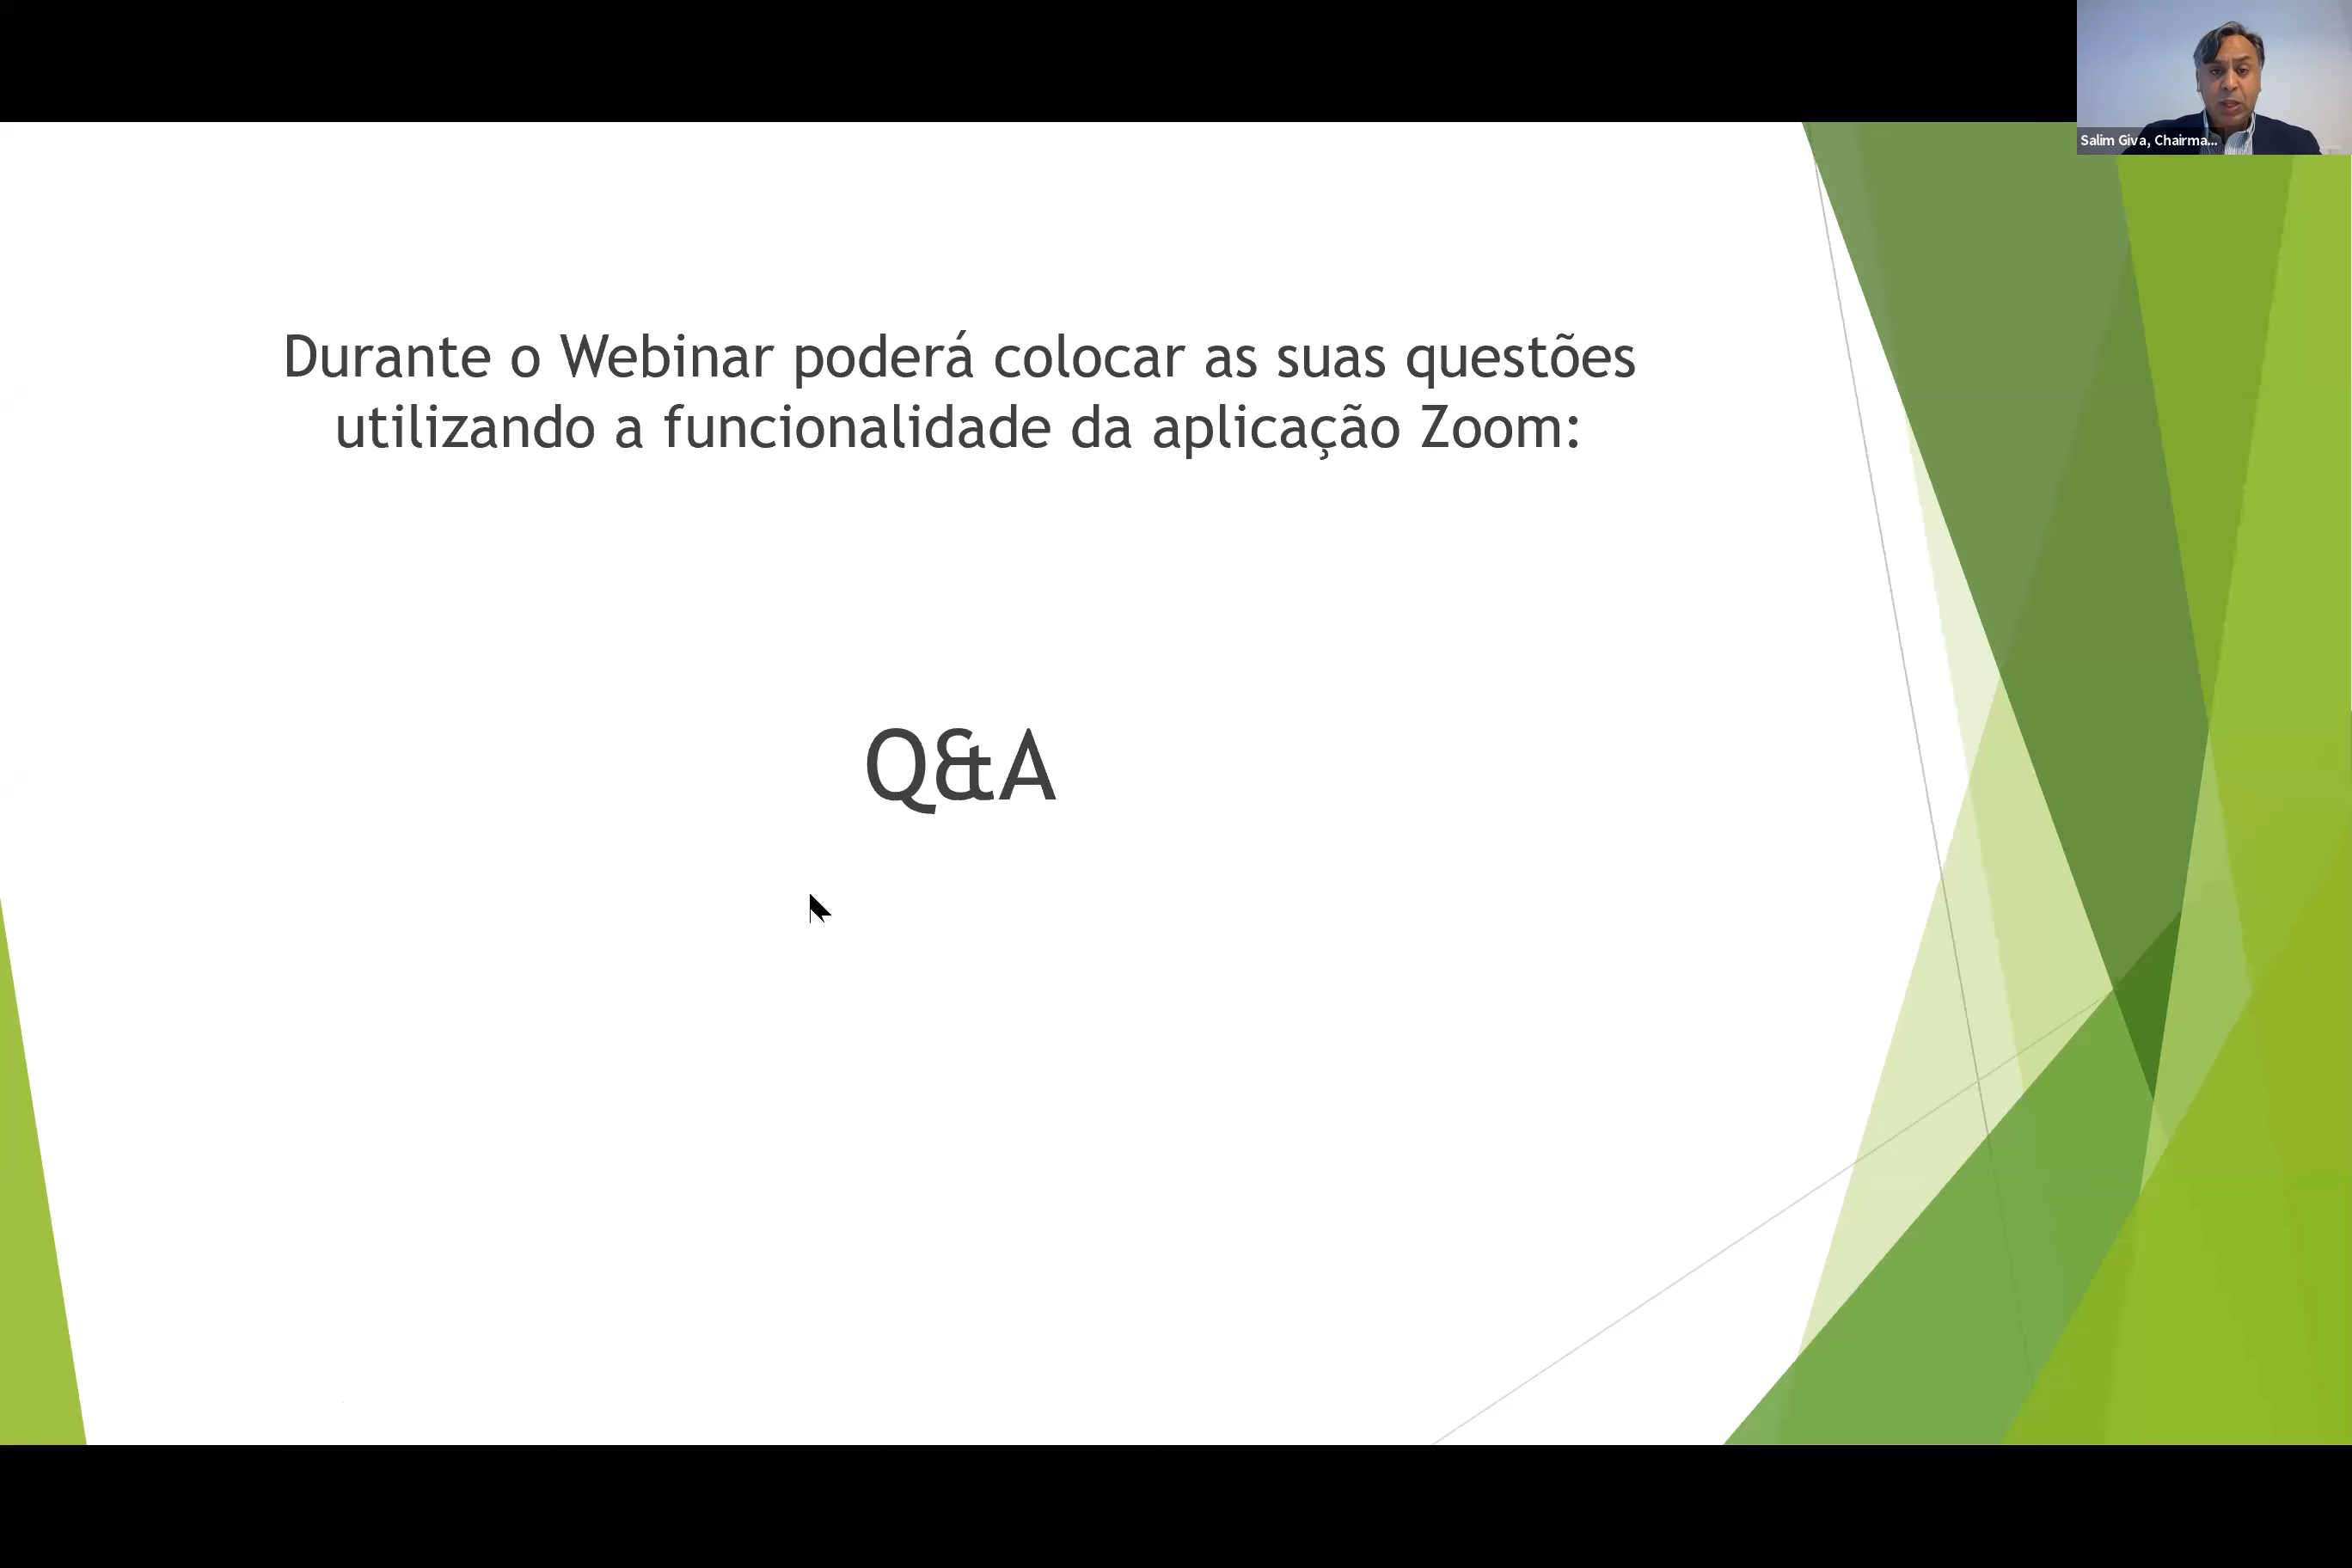 Salim Giva, Chairma...
Durante o Webinar poderá colocar as suas questões
utilizando a funcionalidade da aplicação Zoom:
Q&A